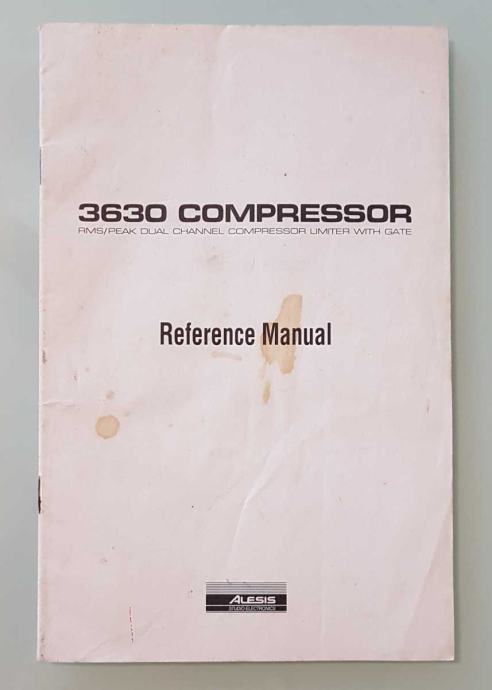 3630 COMPRESSOR
RMS/PEAK DUAL CHANNEL COMPRESSOR LIMITER WITH GATE
Reference Manual
ALESIS
STUDIO ELECTRONICS